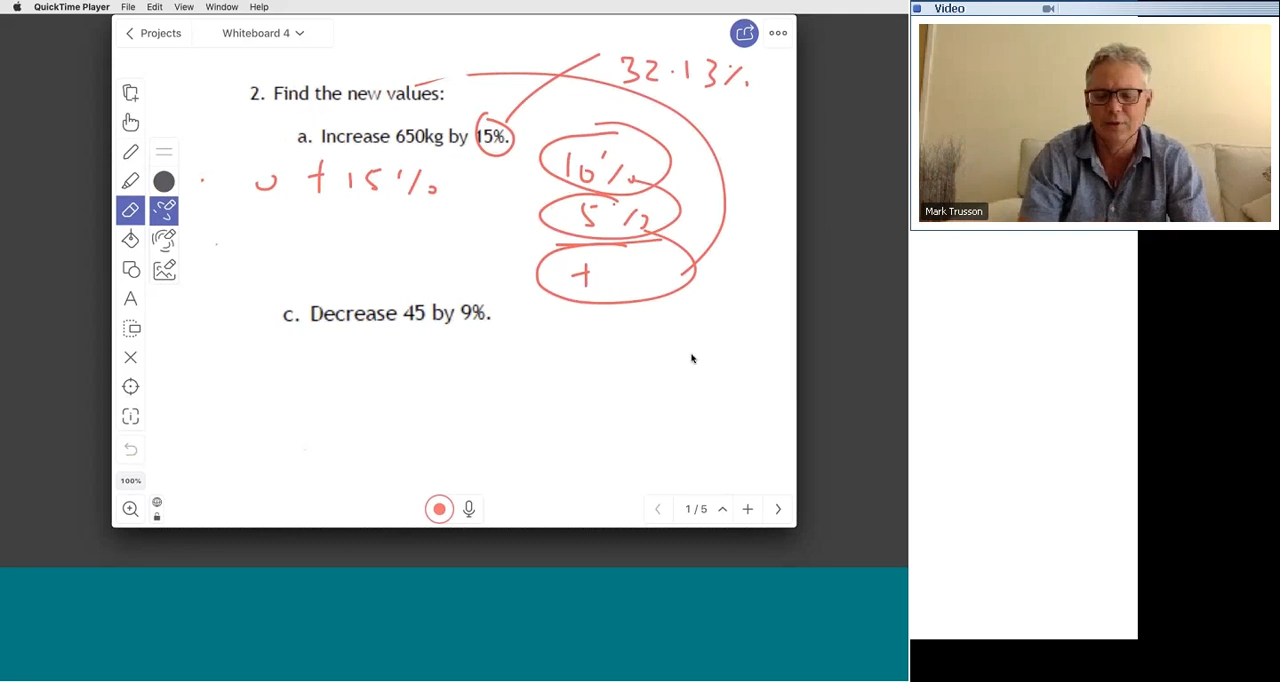 QuickTime Player File Edit View Window Help
Video
Projects
Whiteboard 4
32.13%
2. Find the new values:
a. Increase 650kg by 15%.
10%
+ 15%
5%
+
c. Decrease 45 by 9%.
Mark Trusson
A
100%
1 / 5